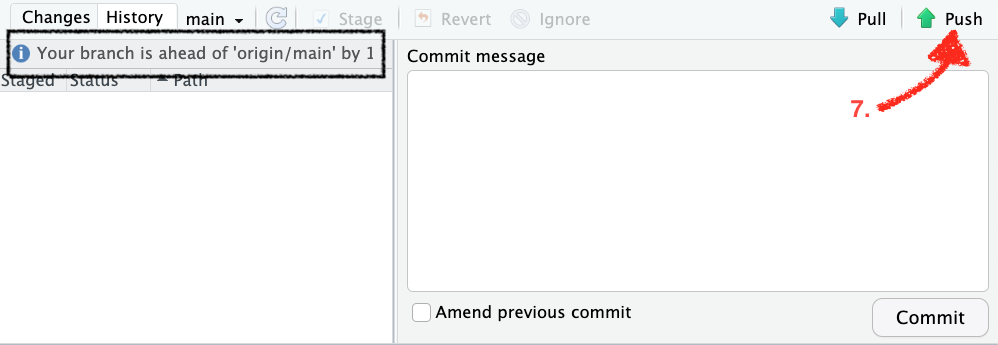 Changes History main Stage Revert Ignore Pull Push
Your branch is ahead of 'origin/main' by 1
Staged Status Path
Commit message
7.
Amend previous commit
Commit